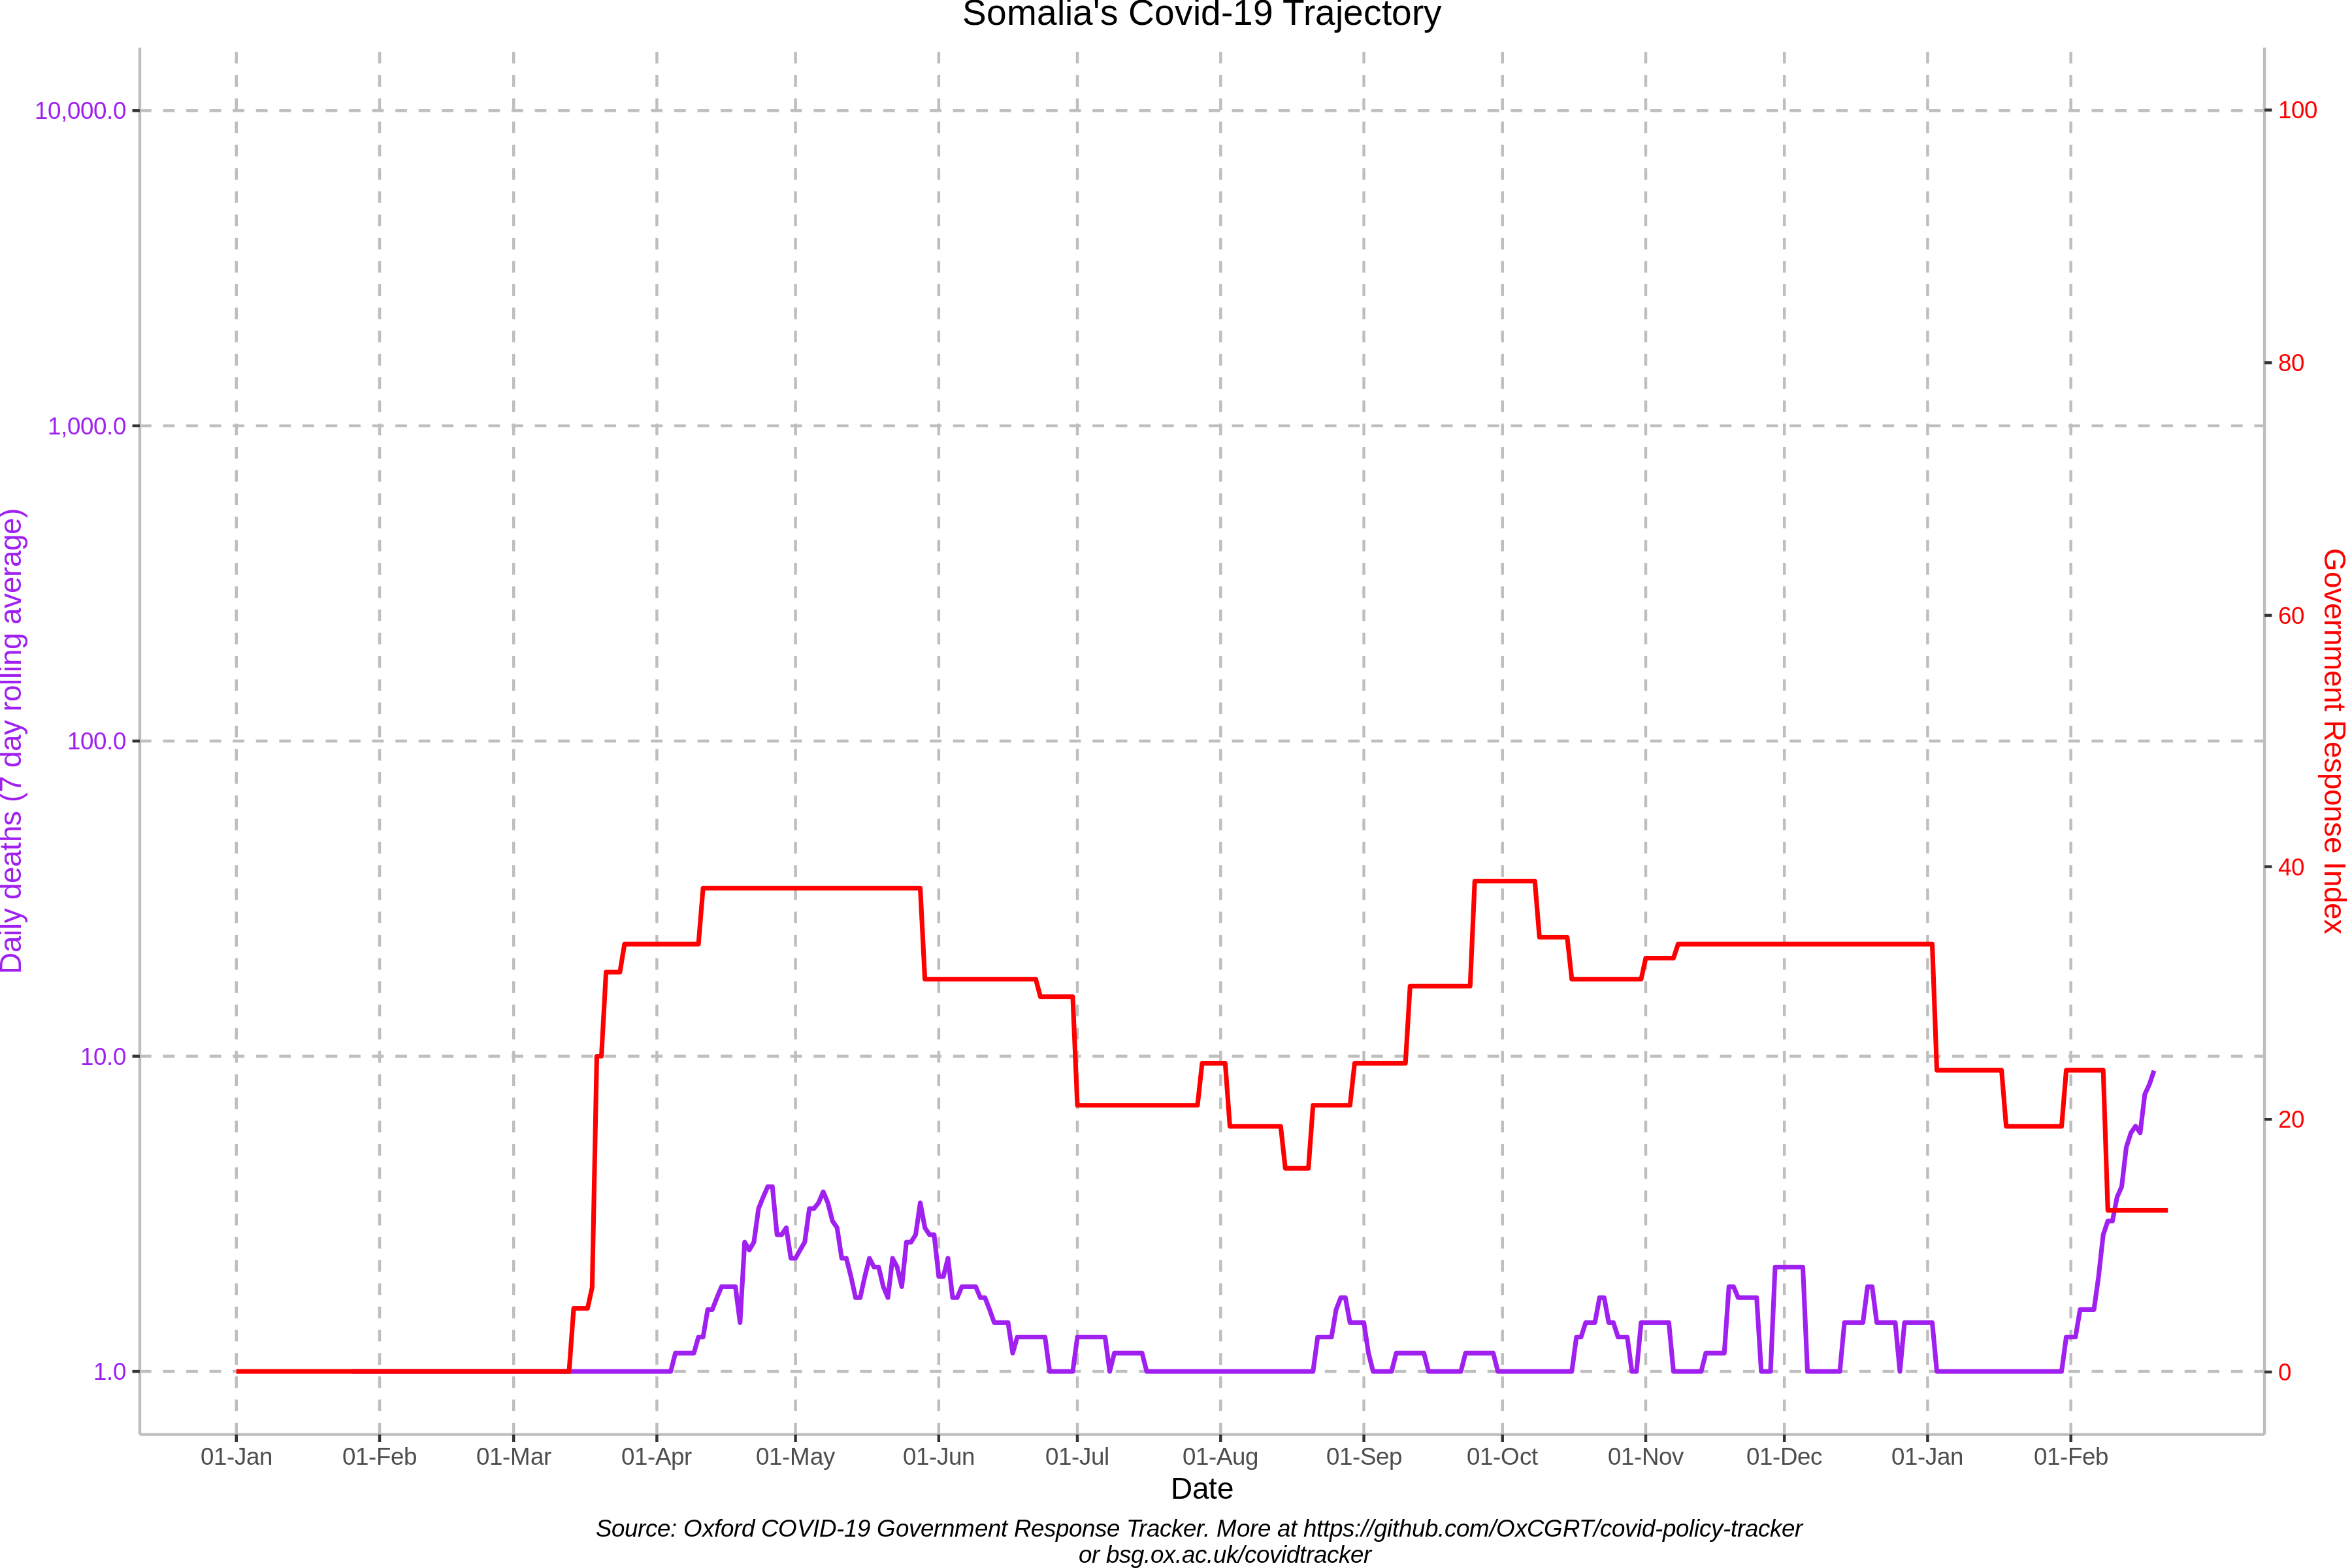 Somalia's Covid-19 Trajectory
10,000.0
1,000.0
100.0
10.0
1.0
Daily deaths (7 day rolling average)
100
80
60
40
20
0
Government Response Index
01-Jan 01-Feb 01-Mar 01-Apr 01-May 01-Jun 01-Jul 01-Aug 01-Sep 01-Oct 01-Nov 01-Dec 01-Jan 01-Feb
Date
Source: Oxford COVID-19 Government Response Tracker. More at https://github.com/OxCGRT/covid-policy-tracker
or bsg.ox.ac.uk/covidtracker